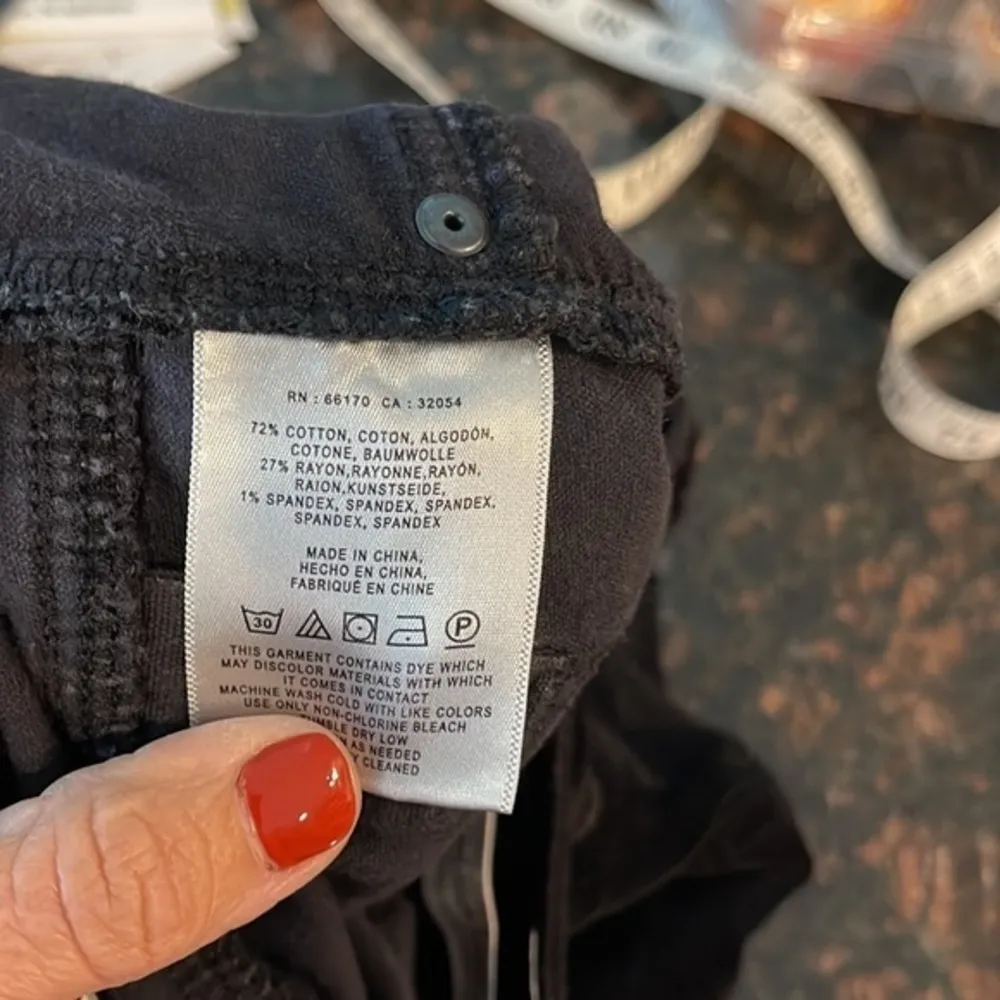 RN : 66170 CA : 32054
72% COTTON, COTON, ALGODÓN,
COTONE, BAUMWOLLE
27% RAYON,RAYONNE,RAYÓN,
RAION,KUNSTSEIDE,
1% SPANDEX, SPANDEX, SPANDEX,
SPANDEX, SPANDEX
MADE IN CHINA,
HECHO EN CHINA,
FABRIQUÉ EN CHINE
30 P
THIS GARMENT CONTAINS DYE WHICH
MAY DISCOLOR MATERIALS WITH WHICH
IT COMES IN CONTACT
MACHINE WASH COLD WITH LIKE COLORS
USE ONLY NON-CHLORINE BLEACH
DRY LOW
AS NEEDED
CLEANED